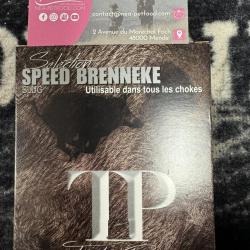 contact@inea-petfood.com
2 Avenue du Maréchal Foch
48000 Mende
Sélection
SPEED BRENNEKE
SLUG
Utilisable dans tous les chokes
TP